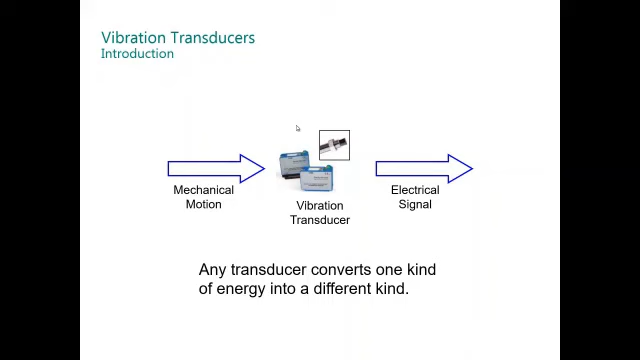 Vibration Transducers
Introduction
Mechanical
Motion
Vibration
Transducer
Electrical
Signal
Any transducer converts one kind
of energy into a different kind.